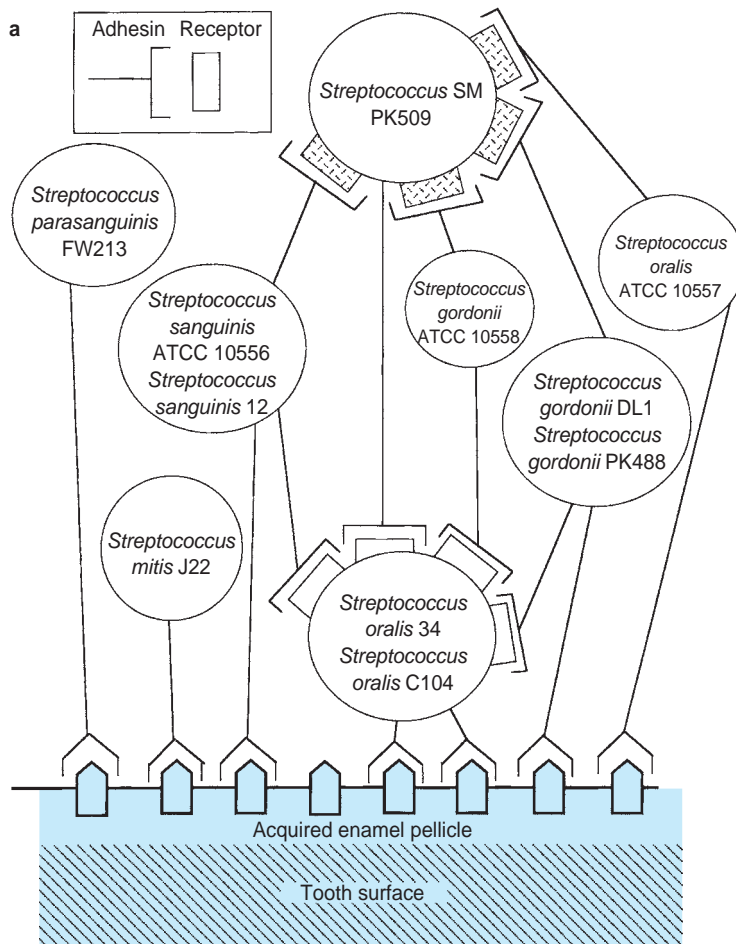 a
Adhesin Receptor
Streptococcus SM
PK509
Streptococcus
parasanguinis
FW213
Streptococcus
oralis
ATCC 10557
Streptococcus
sanguinis
ATCC 10556
Streptococcus
sanguinis 12
Streptococcus
gordonii
ATCC 10558
Streptococcus
gordonii DL1
Streptococcus
gordonii PK488
Streptococcus
mitis J22
Streptococcus
oralis 34
Streptococcus
oralis C104
Acquired enamel pellicle
Tooth surface